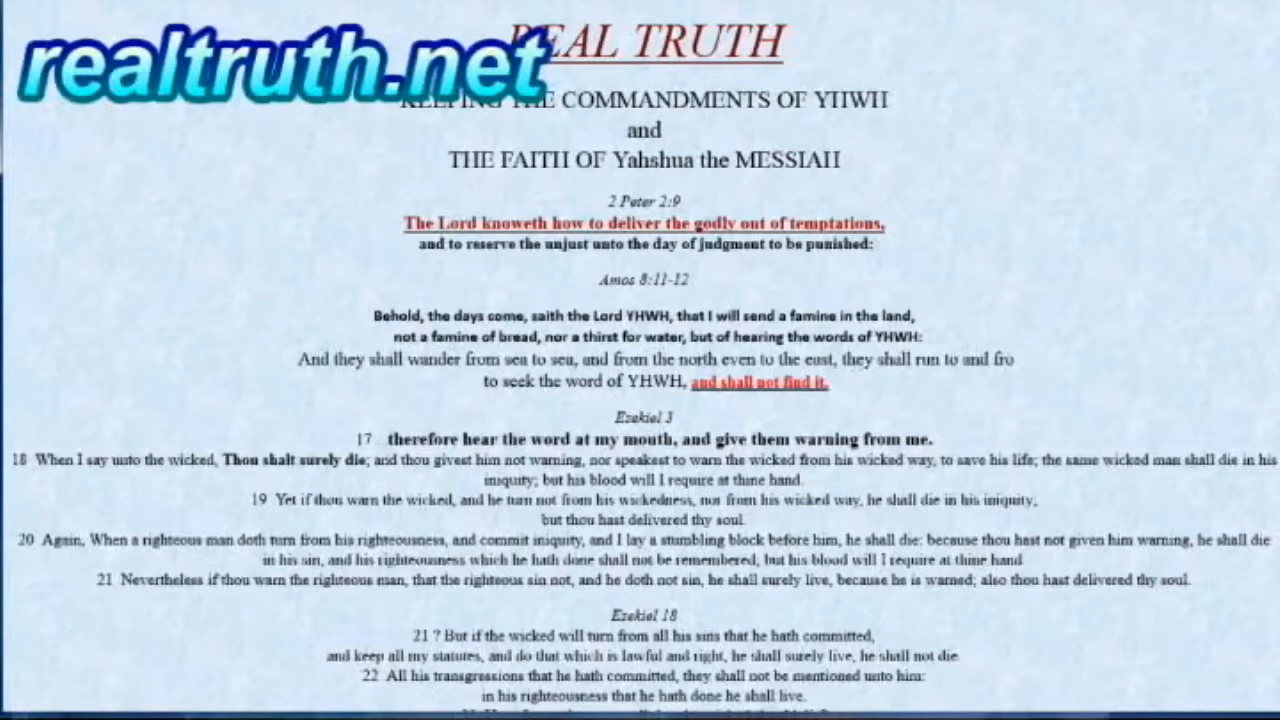 realtruth.net
REAL TRUTH
KEEPING THE COMMANDMENTS OF YHWH
and
THE FAITH OF Yahshua the MESSIAH
2 Peter 2:9
The Lord knoweth how to deliver the godly out of temptations,
and to reserve the unjust unto the day of judgment to be punished:
Amos 8:11-12
Behold, the days come, saith the Lord YHWH, that I will send a famine in the land,
not a famine of bread, nor a thirst for water, but of hearing the words of YHWH:
And they shall wander from sea to sea, and from the north even to the east, they shall run to and fro
to seek the word of YHWH, and shall not find it.
Ezekiel 3
17 therefore hear the word at my mouth, and give them warning from me.
18 When I say unto the wicked, Thou shalt surely die; and thou givest him not warning, nor speakest to warn the wicked from his wicked way, to save his life; the same wicked man shall die in his
iniquity; but his blood will I require at thine hand.
19 Yet if thou warn the wicked, and he turn not from his wickedness, nor from his wicked way, he shall die in his iniquity;
but thou hast delivered thy soul.
20 Again, When a righteous man doth turn from his righteousness, and commit iniquity, and I lay a stumbling block before him, he shall die: because thou hast not given him warning, he shall die
in his sin, and his righteousness which he hath done shall not be remembered; but his blood will I require at thine hand
21 Nevertheless if thou warn the righteous man, that the righteous sin not, and he doth not sin, he shall surely live, because he is warned; also thou hast delivered thy soul.
Ezekiel 18
21 ? But if the wicked will turn from all his sins that he hath committed,
and keep all my statutes, and do that which is lawful and right, he shall surely live, he shall not die
22 All his transgressions that he hath committed, they shall not be mentioned unto him:
in his righteousness that he hath done he shall live.